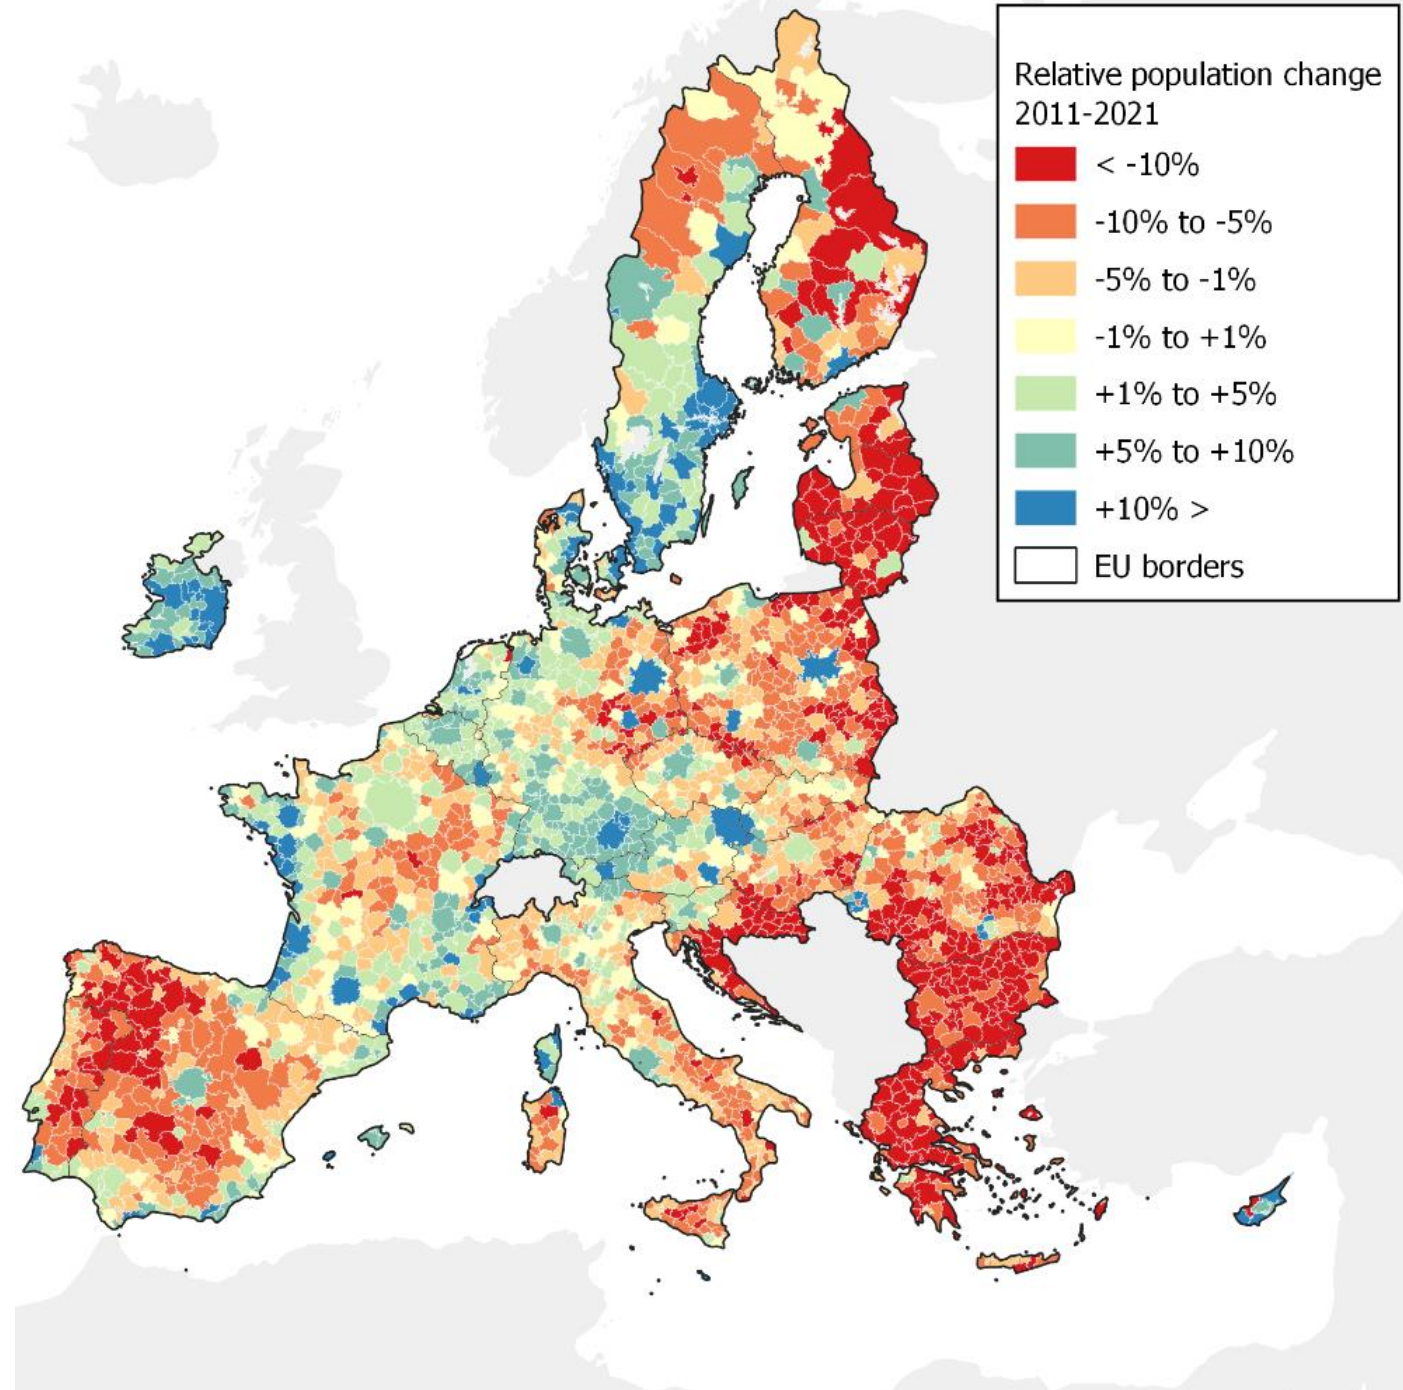 Relative population change
2011-2021
< -10%
-10% to -5%
-5% to -1%
-1% to +1%
+1% to +5%
+5% to +10%
+10% >
EU borders